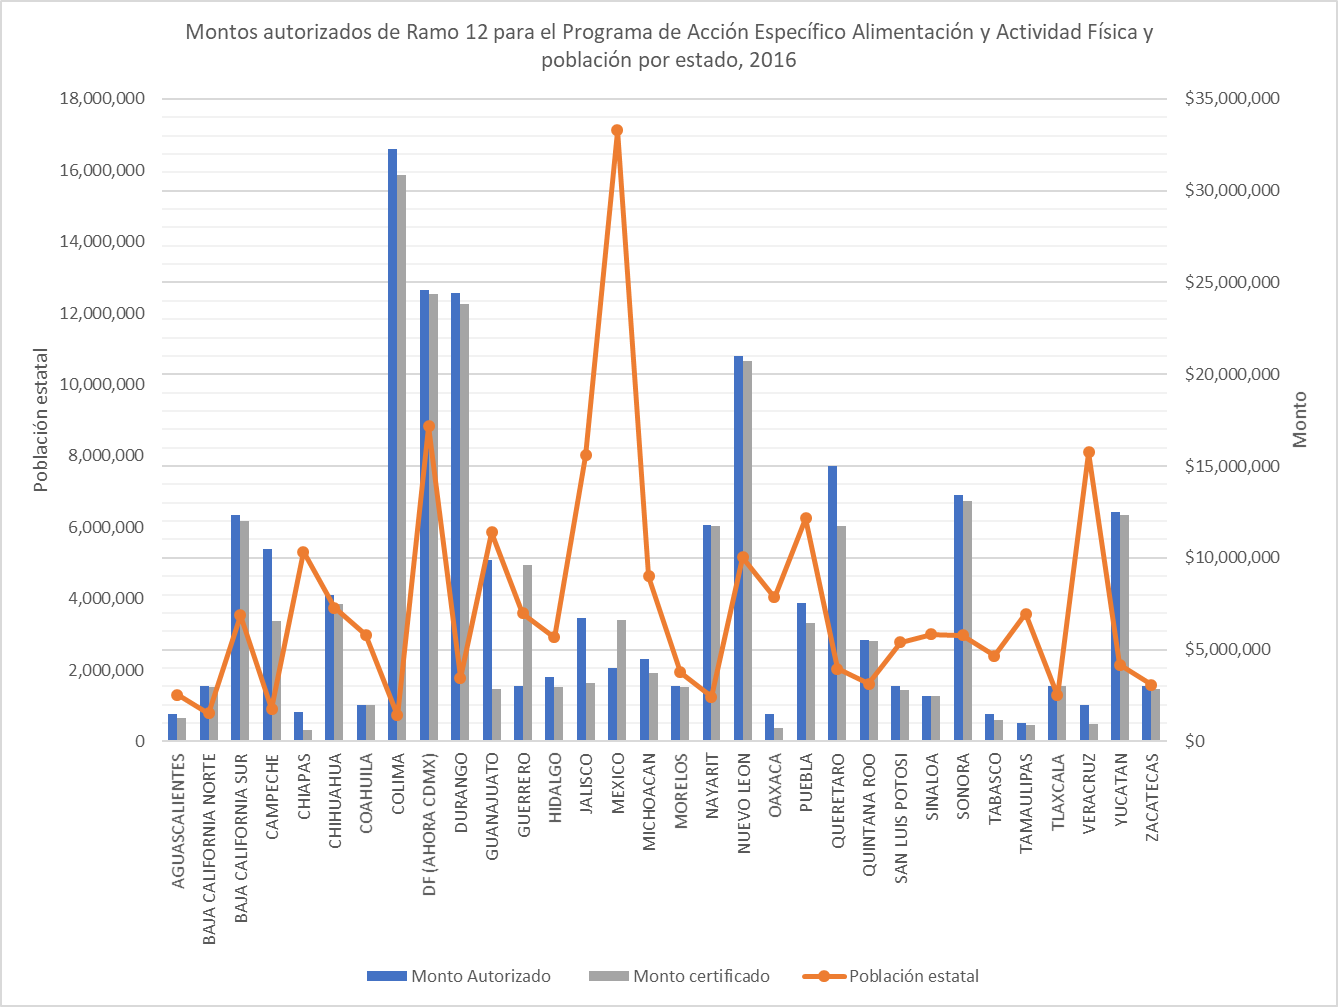 Montos autorizados de Ramo 12 para el Programa de Acción Específico Alimentación y Actividad Física y
población por estado, 2016
18,000,000
16,000,000
14,000,000
12,000,000
10,000,000
8,000,000
6,000,000
4,000,000
2,000,000
0
Población estatal
$35,000,000
$30,000,000
$25,000,000
$20,000,000
$15,000,000
$10,000,000
$5,000,000
$0
Monto
AGUASCALIENTES
BAJA CALIFORNIA NORTE
BAJA CALIFORNIA SUR
CAMPECHE
CHIAPAS
CHIHUAHUA
COAHUILA
COLIMA
DF (AHORA CDMX)
DURANGO
GUANAJUATO
GUERRERO
HIDALGO
JALISCO
MEXICO
MICHOACAN
MORELOS
NAYARIT
NUEVO LEON
OAXACA
PUEBLA
QUERETARO
QUINTANA ROO
SAN LUIS POTOSI
SINALOA
SONORA
TABASCO
TAMAULIPAS
TLAXCALA
VERACRUZ
YUCATAN
ZACATECAS
Monto Autorizado
Monto certificado
Población estatal